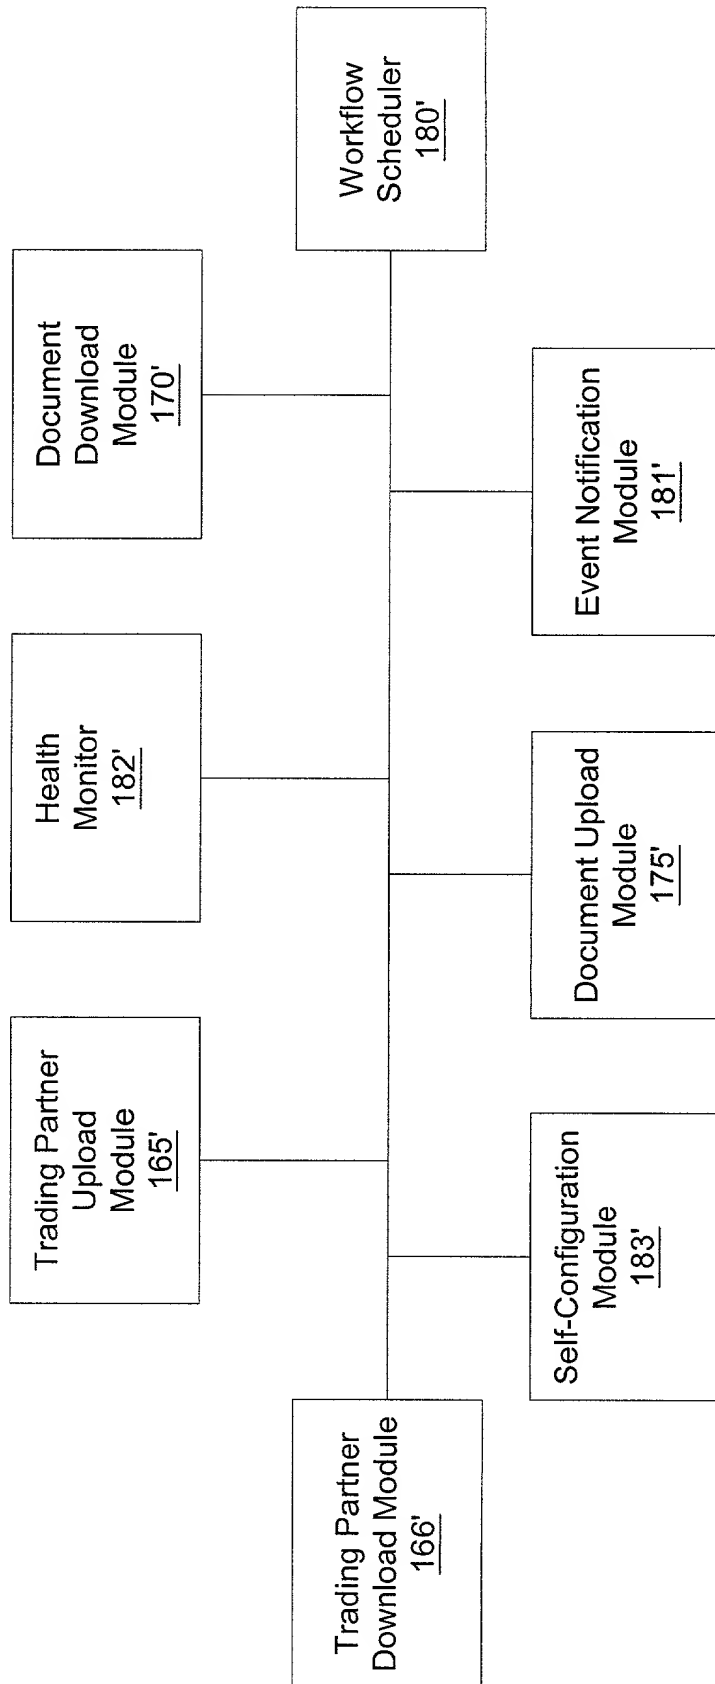 Trading Partner
Upload
Module
165'
Health
Monitor
182'
Document
Download
Module
170'
Trading Partner
Download Module
166'
Workflow
Scheduler
180'
Self-Configuration
Module
183'
Document Upload
Module
175'
Event Notification
Module
181'